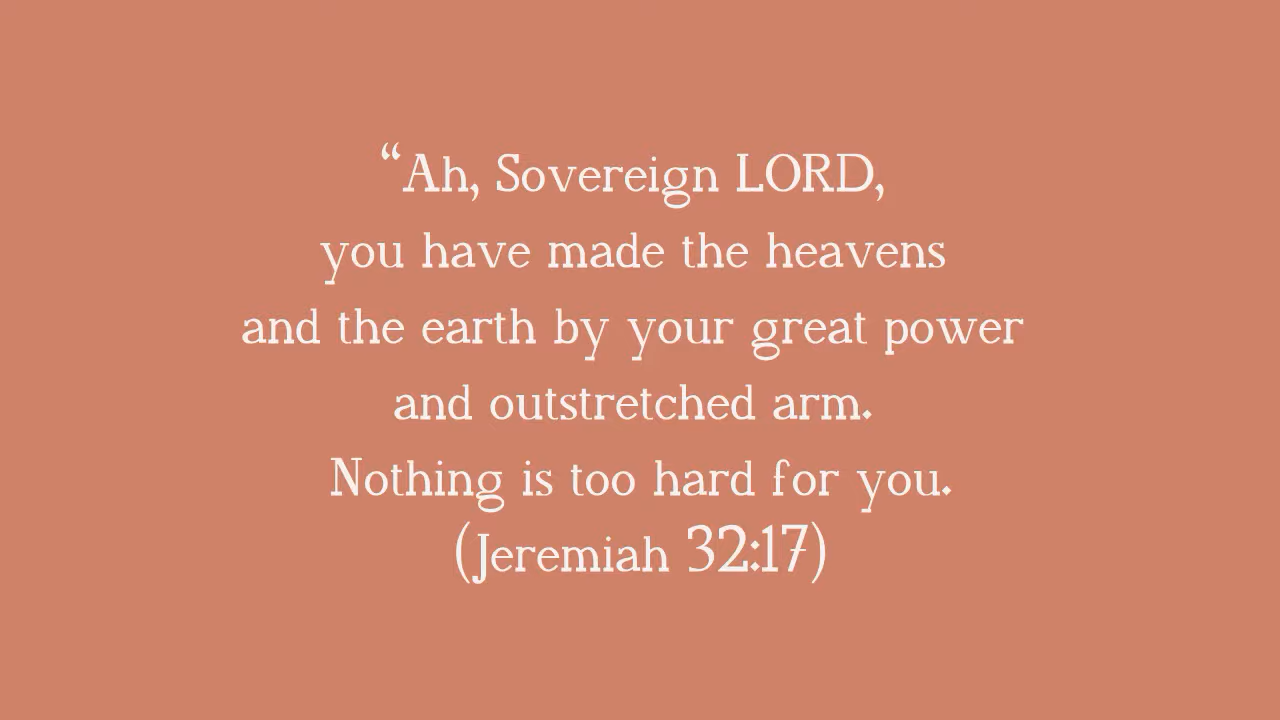 “Ah, Sovereign LORD,
you have made the heavens
and the earth by your great power
and outstretched arm.
Nothing is too hard for you.
(Jeremiah 32:17)